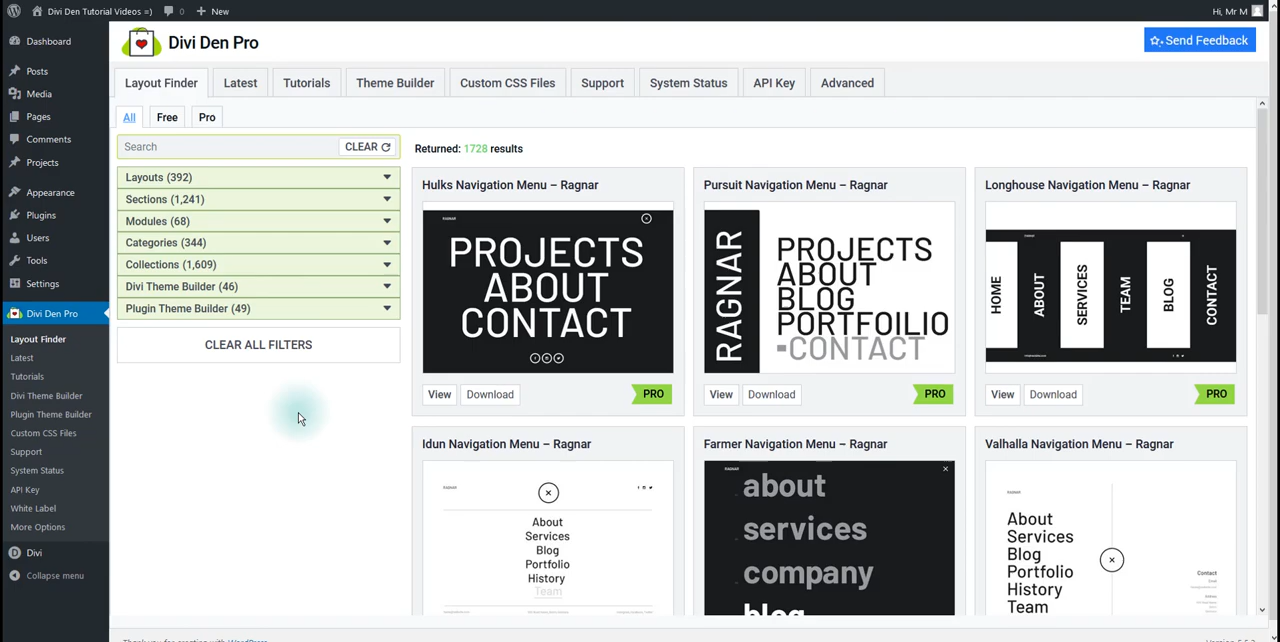 Divi Den Tutorial Videos =) 0 New
Hi, Mr M
Dashboard
Posts
Media
Pages
Comments
Projects
Appearance
Plugins
Users
Tools
Settings
Divi Den Pro
Layout Finder
Latest
Tutorials
Divi Theme Builder
Plugin Theme Builder
Custom CSS Files
Support
System Status
API Key
White Label
More Options
Divi
Collapse menu
Divi Den Pro
Send Feedback
Layout Finder Latest Tutorials Theme Builder Custom CSS Files Support System Status API Key Advanced
All Free Pro
Search CLEAR
Layouts (392)
Sections (1,241)
Modules (68)
Categories (344)
Collections (1,609)
Divi Theme Builder (46)
Plugin Theme Builder (49)
CLEAR ALL FILTERS
Returned: 1728 results
Hulks Navigation Menu – Ragnar
RAGNAR
PROJECTS
ABOUT
CONTACT
View Download PRO
Pursuit Navigation Menu – Ragnar
RAGNAR
PROJECTS
ABOUT
BLOG
PORTFOILIO
CONTACT
View Download PRO
Longhouse Navigation Menu – Ragnar
HOME
ABOUT
SERVICES
TEAM
BLOG
CONTACT
View Download PRO
Idun Navigation Menu – Ragnar
RAGNAR
About
Services
Blog
Portfolio
History
Team
Farmer Navigation Menu – Ragnar
RAGNAR
about
services
company
blog
Valhalla Navigation Menu – Ragnar
RAGNAR
About
Services
Blog
Portfolio
History
Team
Contact